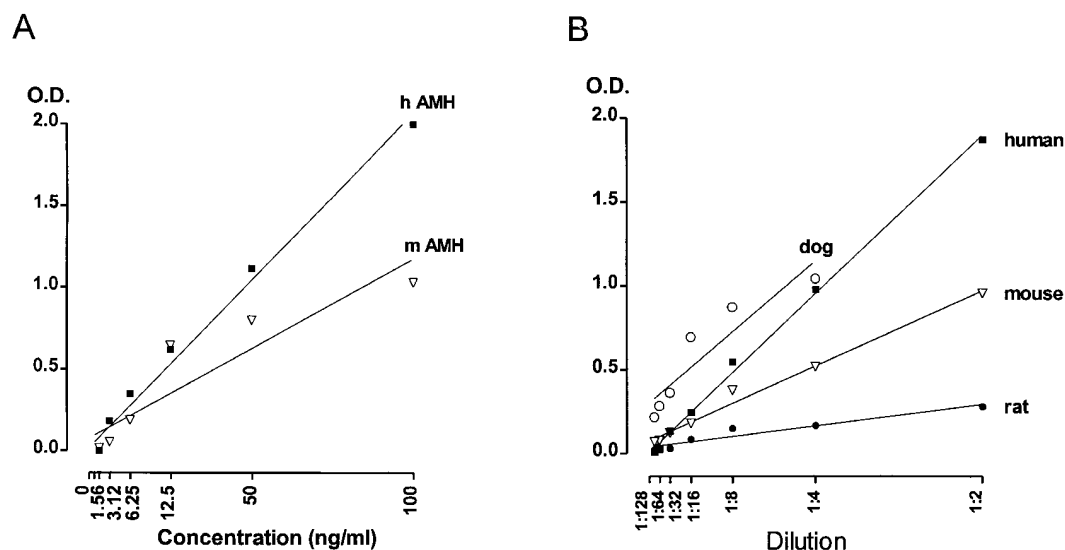 A
O.D.
2.0
1.5
1.0
0.5
0.0
h AMH
m AMH
0
1.56
3.12
6.25
12.5
50
100
Concentration (ng/ml)
B
O.D.
2.0
1.5
1.0
0.5
0.0
human
dog
mouse
rat
1:128
1:64
1:32
1:16
1:8
1:4
1:2
Dilution